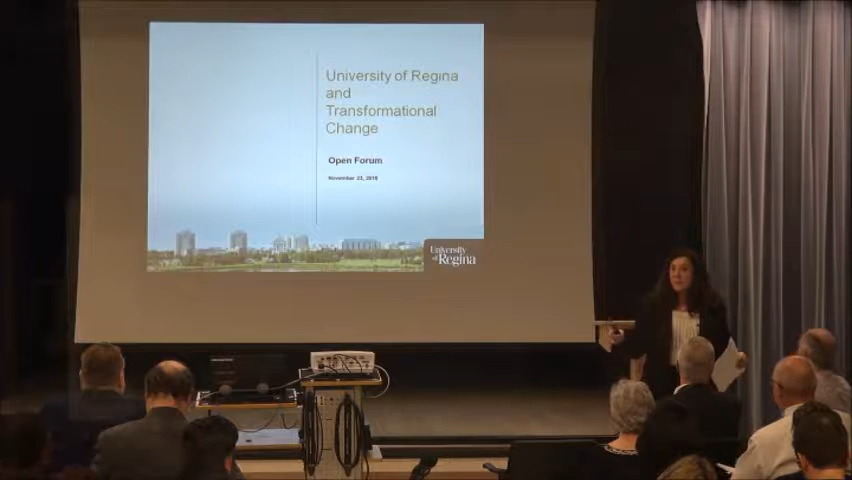 University of Regina
and
Transformational
Change
Open Forum
University
of Regina